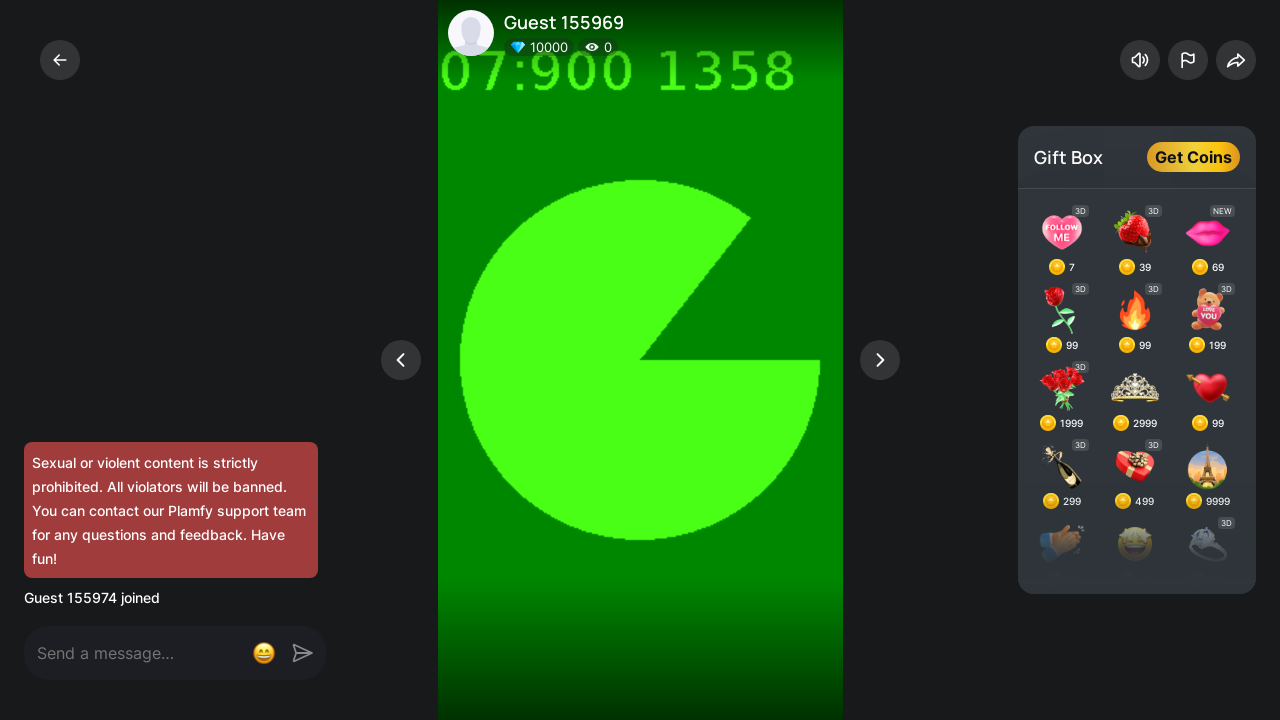 Guest 155969
10000 0
07:900 1358
Gift Box
Get Coins
3D 3D NEW
FOLLOW
ME
7 39 69
3D 3D 3D
LOVE
YOU
99 99 199
3D
1999 2999 99
3D 3D
299 499 9999
3D
Sexual or violent content is strictly
prohibited. All violators will be banned.
You can contact our Plamfy support team
for any questions and feedback. Have
fun!
Guest 155974 joined
Send a message...